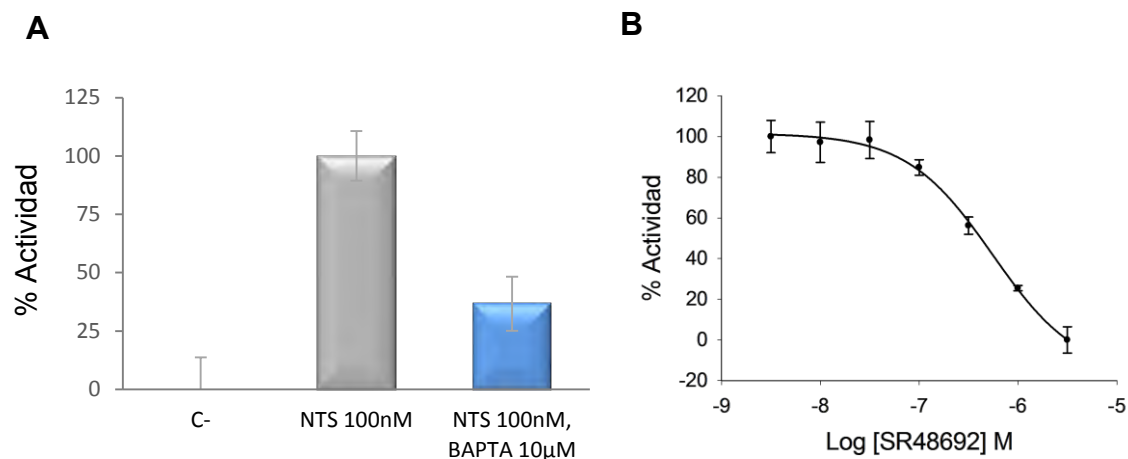 A
125
100
75
50
25
0
% Actividad
C-
NTS 100nM
NTS 100nM,
BAPTA 10µM
B
120
100
80
60
40
20
0
-20
% Actividad
-9
-8
-7
-6
-5
Log [SR48692] M